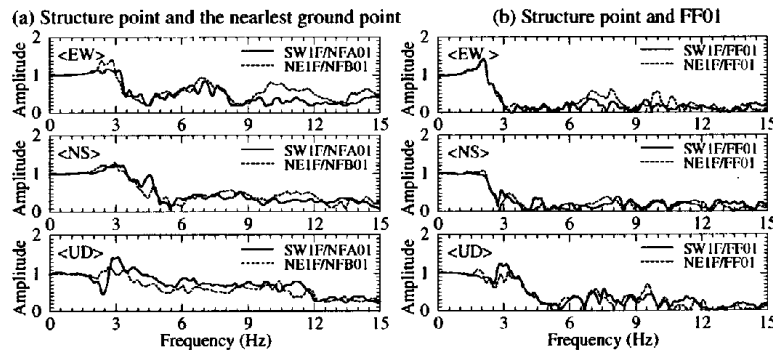 (a) Structure point and the nearest ground point
<EW>
SW1F/NFA01
NE1F/NFB01
Amplitude
2
1
0
0 3 6 9 12 15
<NS>
SW1F/NFA01
NE1F/NFB01
Amplitude
2
1
0
0 3 6 9 12 15
<UD>
SW1F/NFA01
NE1F/NFB01
Amplitude
2
1
0
0 3 6 9 12 15
Frequency (Hz)
(b) Structure point and FF01
<EW>
SW1F/FF01
NE1F/FF01
Amplitude
2
1
0
0 3 6 9 12 15
<NS>
SW1F/FF01
NE1F/FF01
Amplitude
2
1
0
0 3 6 9 12 15
<UD>
SW1F/FF01
NE1F/FF01
Amplitude
2
1
0
0 3 6 9 12 15
Frequency (Hz)